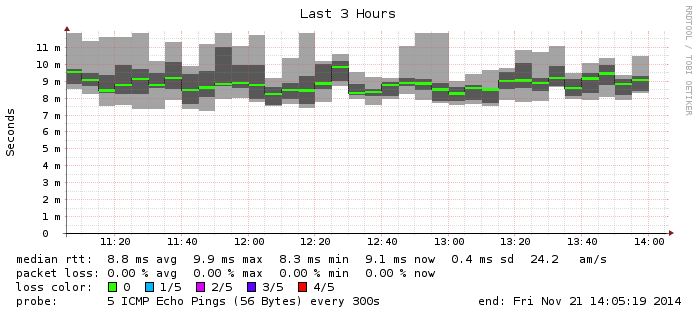 Last 3 Hours
RRDTOOL / TOBI OETIKER
Seconds
11 m
10 m
9 m
8 m
7 m
6 m
5 m
4 m
3 m
2 m
1 m
0
11:20 11:40 12:00 12:20 12:40 13:00 13:20 13:40 14:00
median rtt: 8.8 ms avg 9.9 ms max 8.3 ms min 9.1 ms now 0.4 ms sd 24.2 am/s
packet loss: 0.00 % avg 0.00 % max 0.00 % min 0.00 % now
loss color: 0 1/5 2/5 3/5 4/5
probe: 5 ICMP Echo Pings (56 Bytes) every 300s end: Fri Nov 21 14:05:19 2014